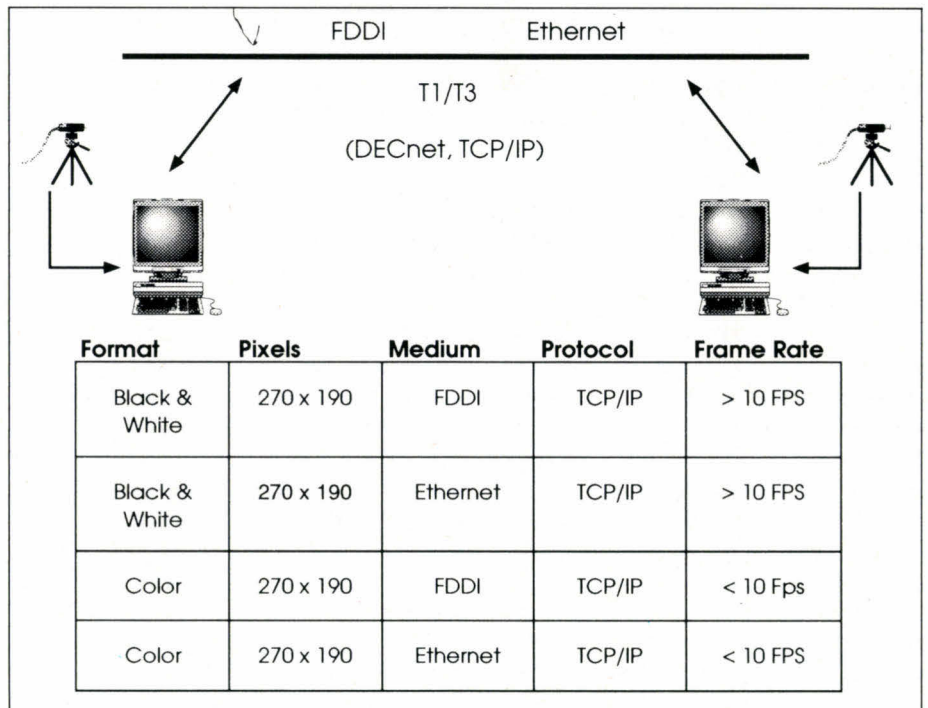 FDDI Ethernet
T1/T3
(DECnet, TCP/IP)
Format Pixels Medium Protocol Frame Rate
Black & 270 x 190 FDDI TCP/IP > 10 FPS
White
Black & 270 x 190 Ethernet TCP/IP > 10 FPS
White
Color 270 x 190 FDDI TCP/IP < 10 Fps
Color 270 x 190 Ethernet TCP/IP < 10 FPS